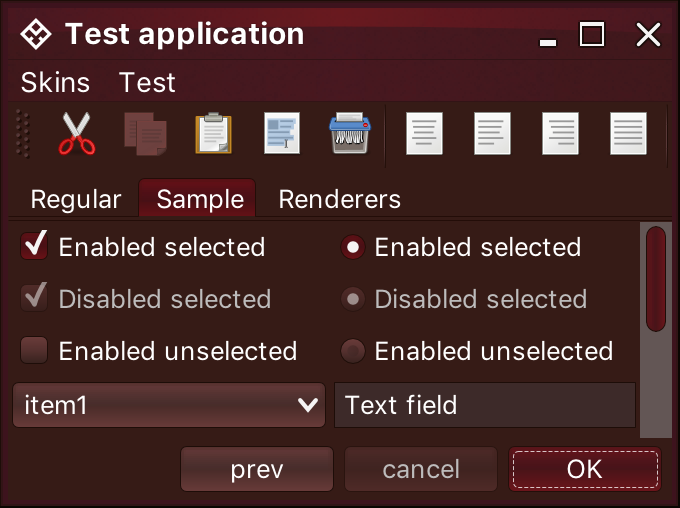 Test application
Skins Test
Regular Sample Renderers
Enabled selected Enabled selected
Disabled selected Disabled selected
Enabled unselected Enabled unselected
item1 Text field
prev cancel OK